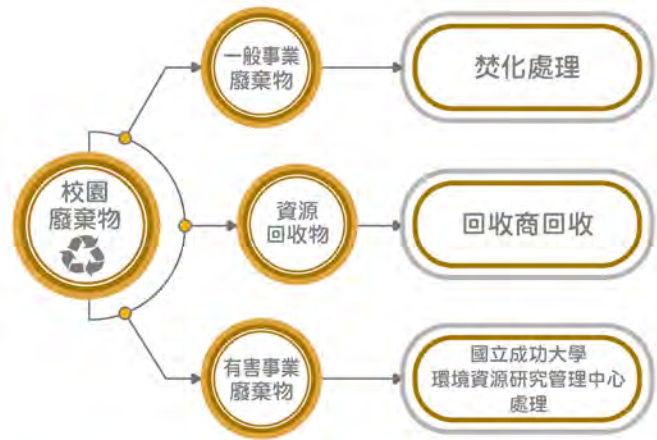 校園
廢棄物
一般事業
廢棄物
焚化處理
資源
回收物
回收商回收
有害事業
廢棄物
國立成功大學
環境資源研究管理中心
處理